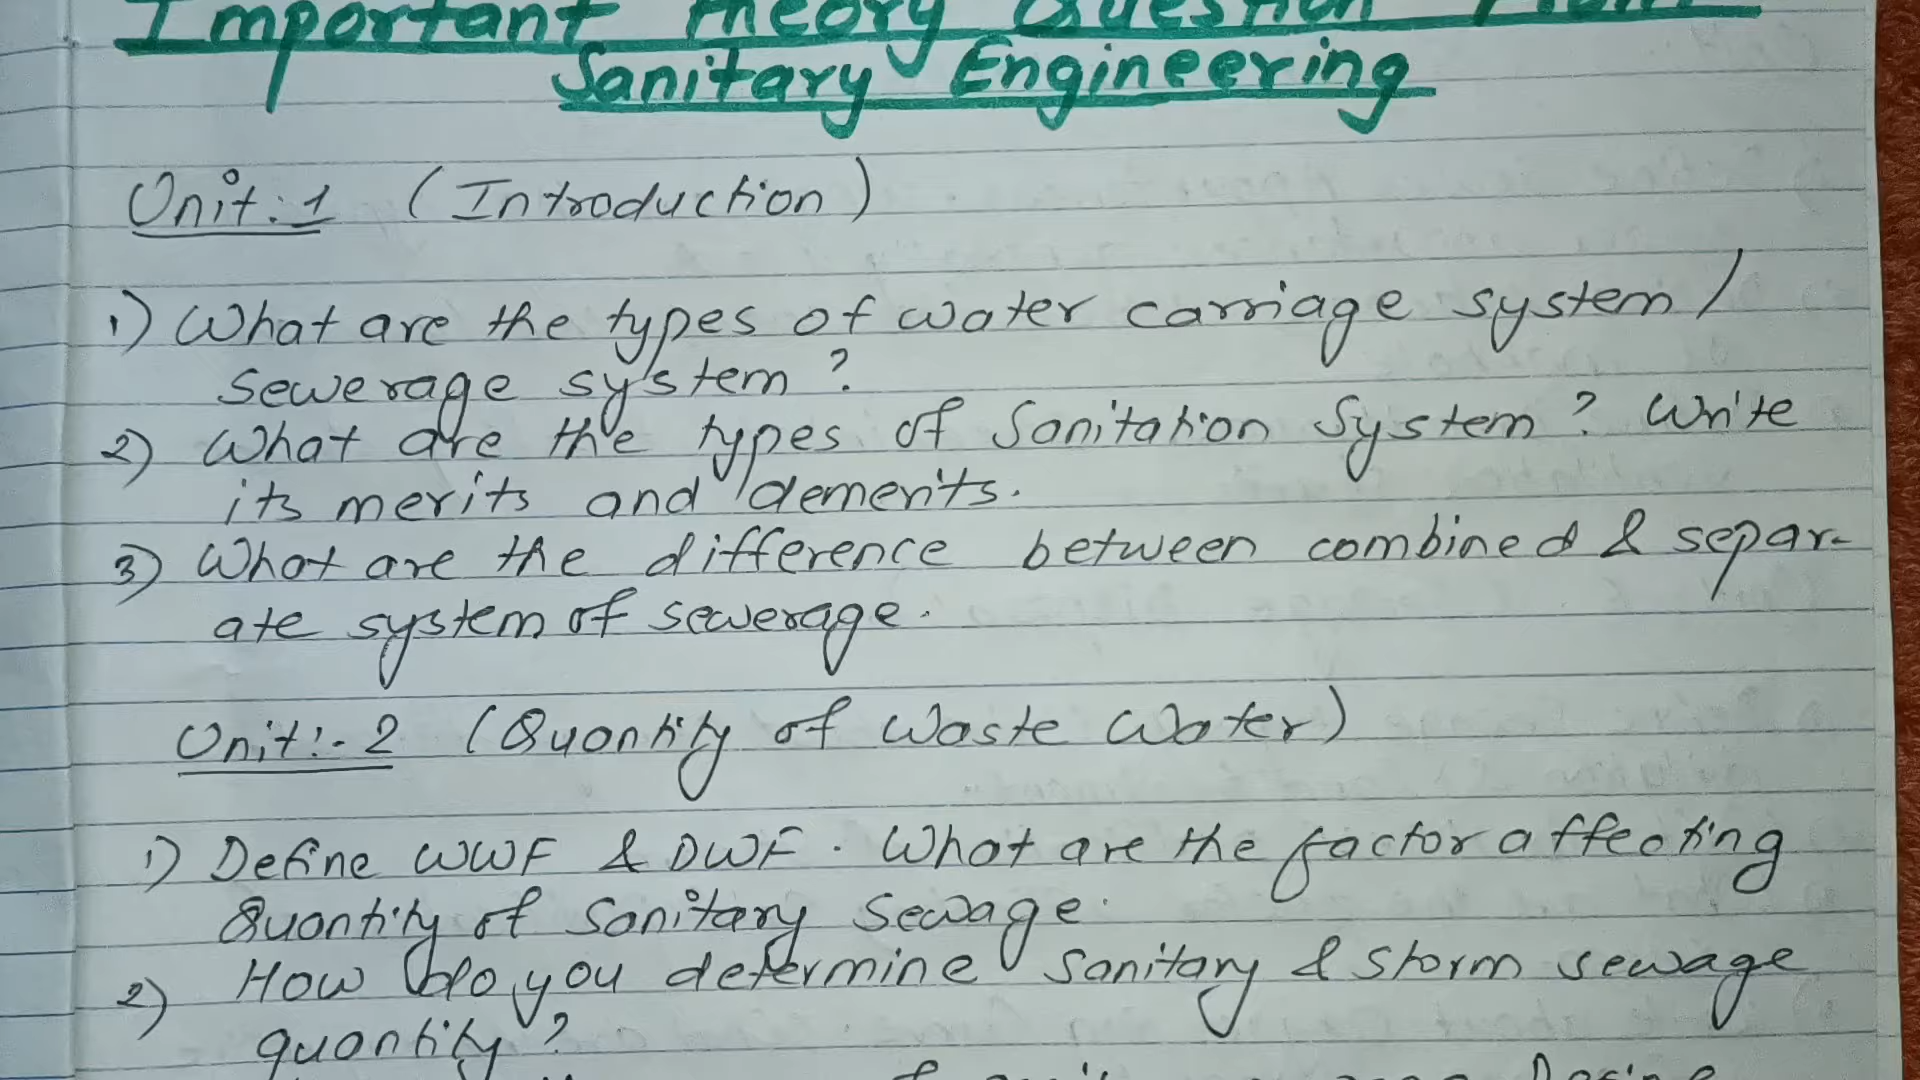 Important Theory Question From
Sanitary Engineering
Unit:1 (Introduction)
1) What are the types of water carriage system /
sewerage system ?
2) What are the types of Sanitation System ? Write
its merits and demerits.
3) What are the difference between combined & separ-
ate system of sewerage.
Unit:-2 (Quantity of Waste Water)
1) Define WWF & DWF. What are the factor affecting
Quantity of Sanitary Sewage.
2) How do you determine Sanitary & Storm sewage
quantity ?
Define